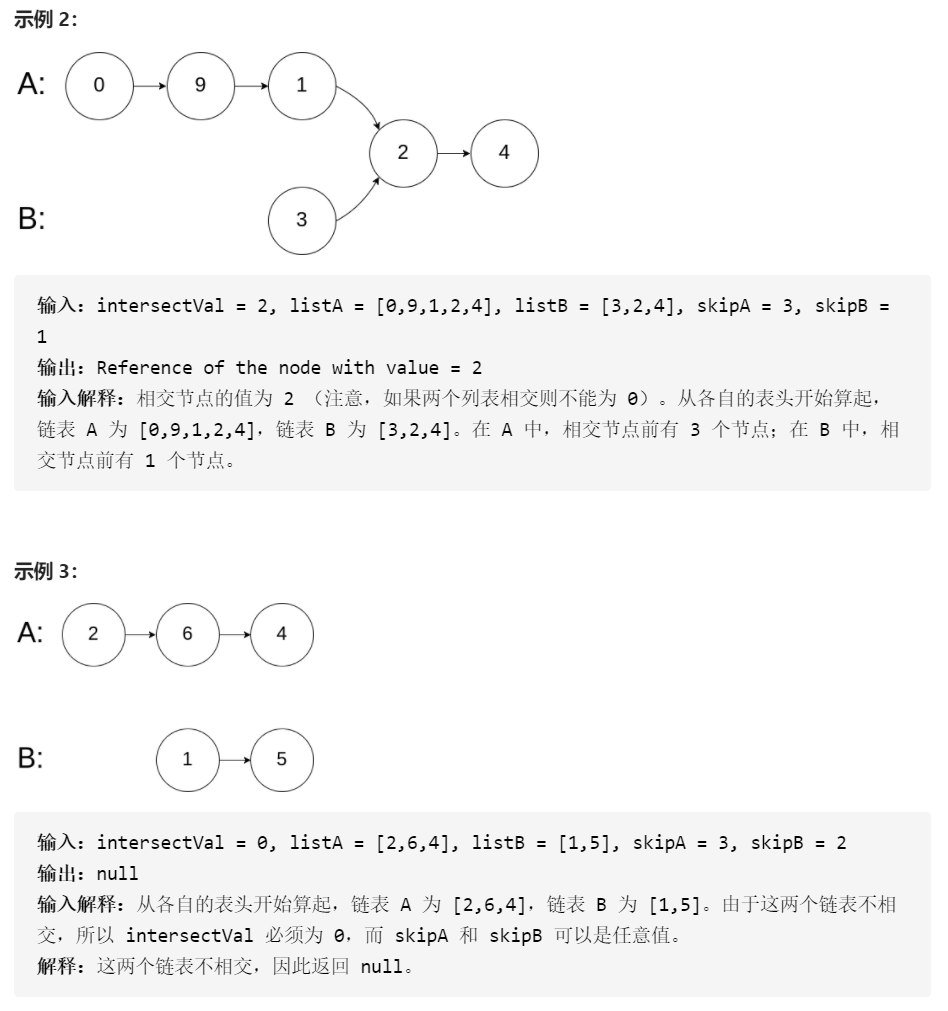 示例 2：
A: 0 9 1
2 4
B: 3
输入：intersectVal = 2, listA = [0,9,1,2,4], listB = [3,2,4], skipA = 3, skipB =
1
输出：Reference of the node with value = 2
输入解释：相交节点的值为 2 （注意，如果两个列表相交则不能为 0）。从各自的表头开始算起，
链表 A 为 [0,9,1,2,4]，链表 B 为 [3,2,4]。在 A 中，相交节点前有 3 个节点；在 B 中，相
交节点前有 1 个节点。
示例 3：
A: 2 6 4
B: 1 5
输入：intersectVal = 0, listA = [2,6,4], listB = [1,5], skipA = 3, skipB = 2
输出：null
输入解释：从各自的表头开始算起，链表 A 为 [2,6,4]，链表 B 为 [1,5]。由于这两个链表不相
交，所以 intersectVal 必须为 0，而 skipA 和 skipB 可以是任意值。
解释：这两个链表不相交，因此返回 null。